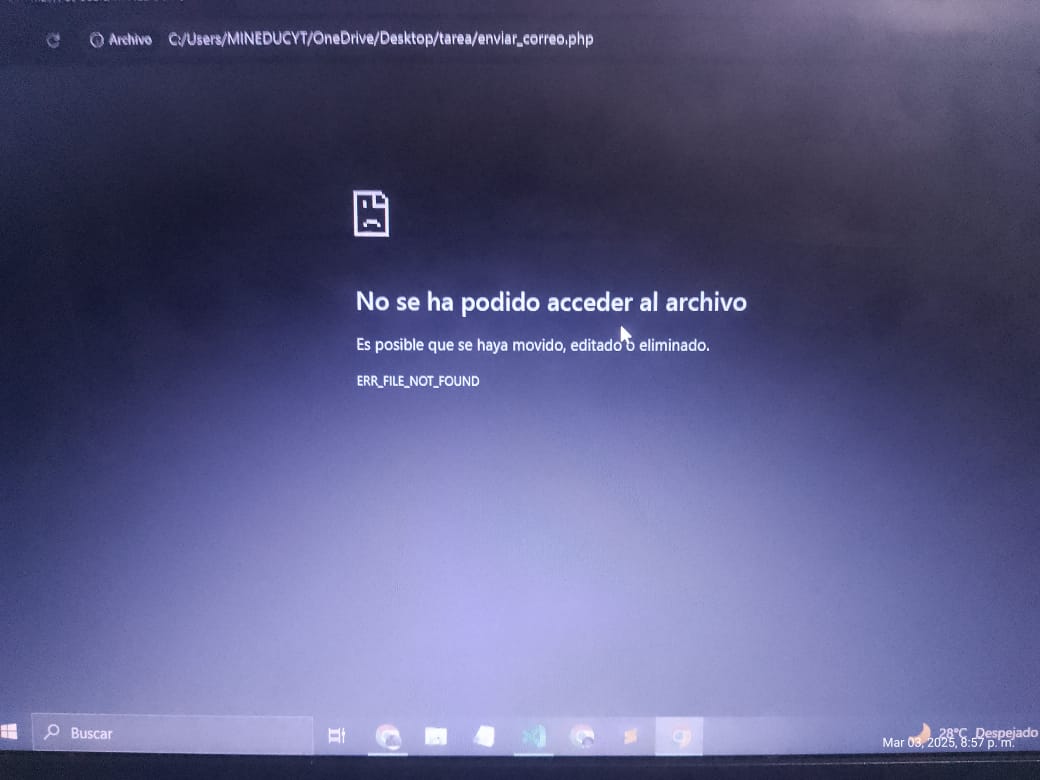 Archivo C:/Users/MINEDUCYT/OneDrive/Desktop/tarea/enviar_correo.php
No se ha podido acceder al archivo
Es posible que se haya movido, editado o eliminado.
ERR_FILE_NOT_FOUND
Buscar
28°C Despejado
Mar 03, 2025, 8:57 p. m.